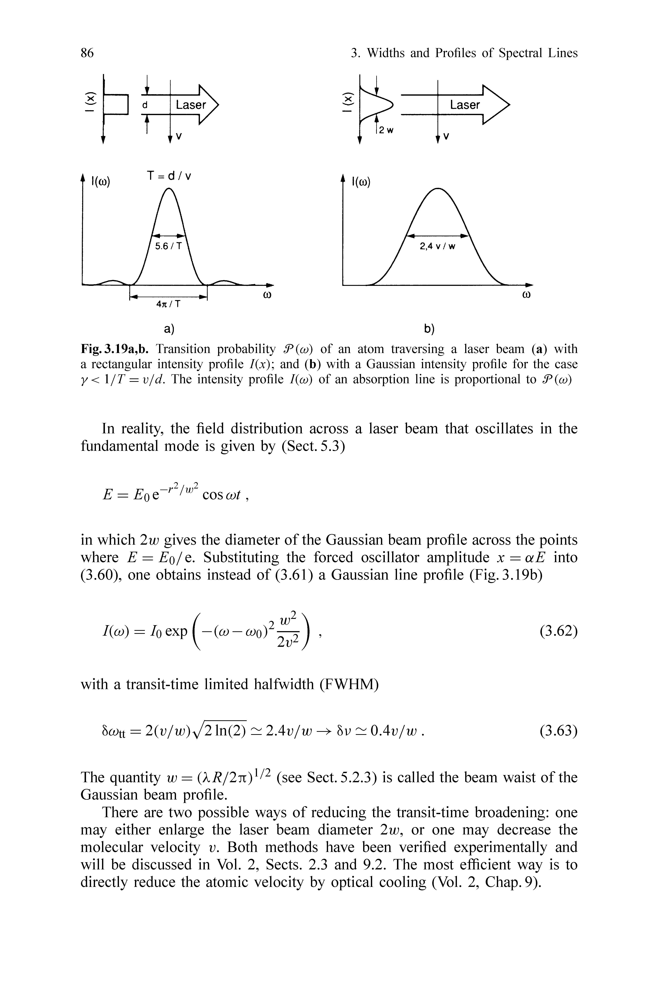 86
3. Widths and Profiles of Spectral Lines
I (x)
d
Laser
v
I (x)
2 w
Laser
v
I(ω)
T = d / v
5.6 / T
4π / T
ω
a)
I(ω)
2,4 v / w
ω
b)
Fig. 3.19a,b. Transition probability 𝒫(ω) of an atom traversing a laser beam (a) with
a rectangular intensity profile I(x); and (b) with a Gaussian intensity profile for the case
γ < 1/T = v/d. The intensity profile I(ω) of an absorption line is proportional to 𝒫(ω)
In reality, the field distribution across a laser beam that oscillates in the
fundamental mode is given by (Sect. 5.3)
E = E₀ e^{−r²/w²} cos ωt ,
in which 2w gives the diameter of the Gaussian beam profile across the points
where E = E₀/e. Substituting the forced oscillator amplitude x = αE into
(3.60), one obtains instead of (3.61) a Gaussian line profile (Fig. 3.19b)
I(ω) = I₀ exp ( −(ω − ω₀)² w²/2v² ) , (3.62)
with a transit-time limited halfwidth (FWHM)
δω_tt = 2(v/w)√(2 ln(2)) ≃ 2.4v/w → δν ≃ 0.4v/w . (3.63)
The quantity w = (λR/2π)^{1/2} (see Sect. 5.2.3) is called the beam waist of the
Gaussian beam profile.
There are two possible ways of reducing the transit-time broadening: one
may either enlarge the laser beam diameter 2w, or one may decrease the
molecular velocity v. Both methods have been verified experimentally and
will be discussed in Vol. 2, Sects. 2.3 and 9.2. The most efficient way is to
directly reduce the atomic velocity by optical cooling (Vol. 2, Chap. 9).